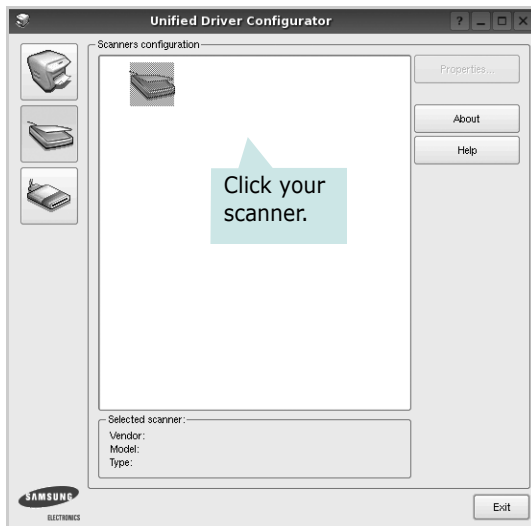 Unified Driver Configurator
Scanners configuration
Properties...
About
Help
Click your
scanner.
Selected scanner:
Vendor:
Model:
Type:
SAMSUNG
ELECTRONICS
Exit